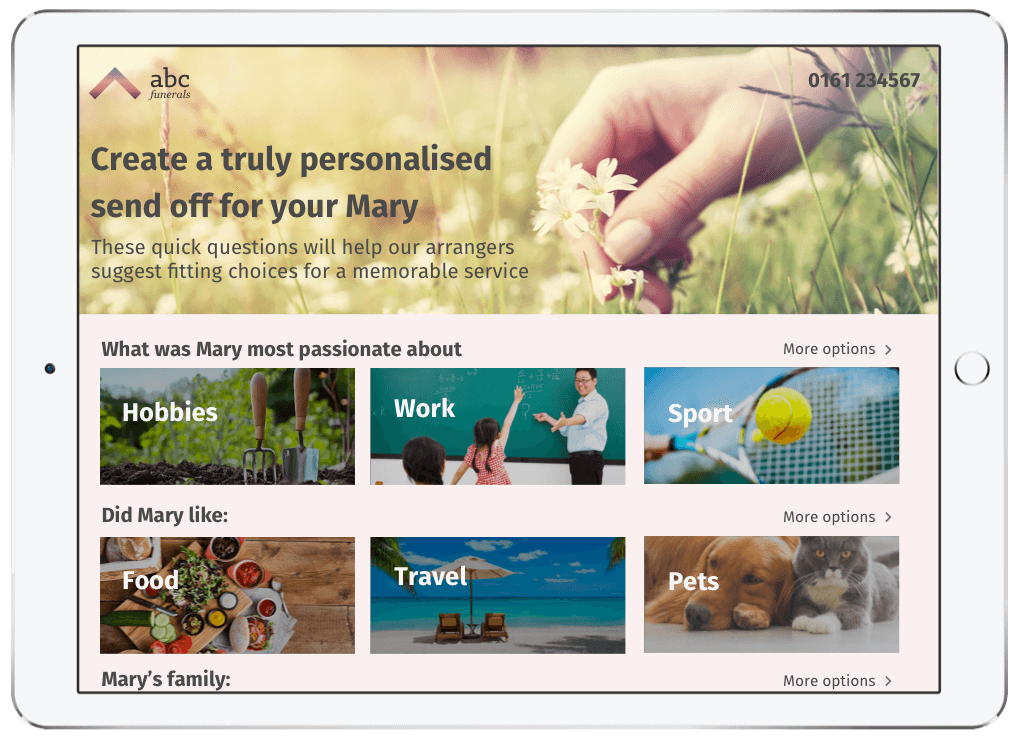 abc
funerals
0161 234567
Create a truly personalised
send off for your Mary
These quick questions will help our arrangers
suggest fitting choices for a memorable service
What was Mary most passionate about
More options >
Hobbies
Work
Sport
Did Mary like:
More options >
Food
Travel
Pets
Mary’s family:
More options >